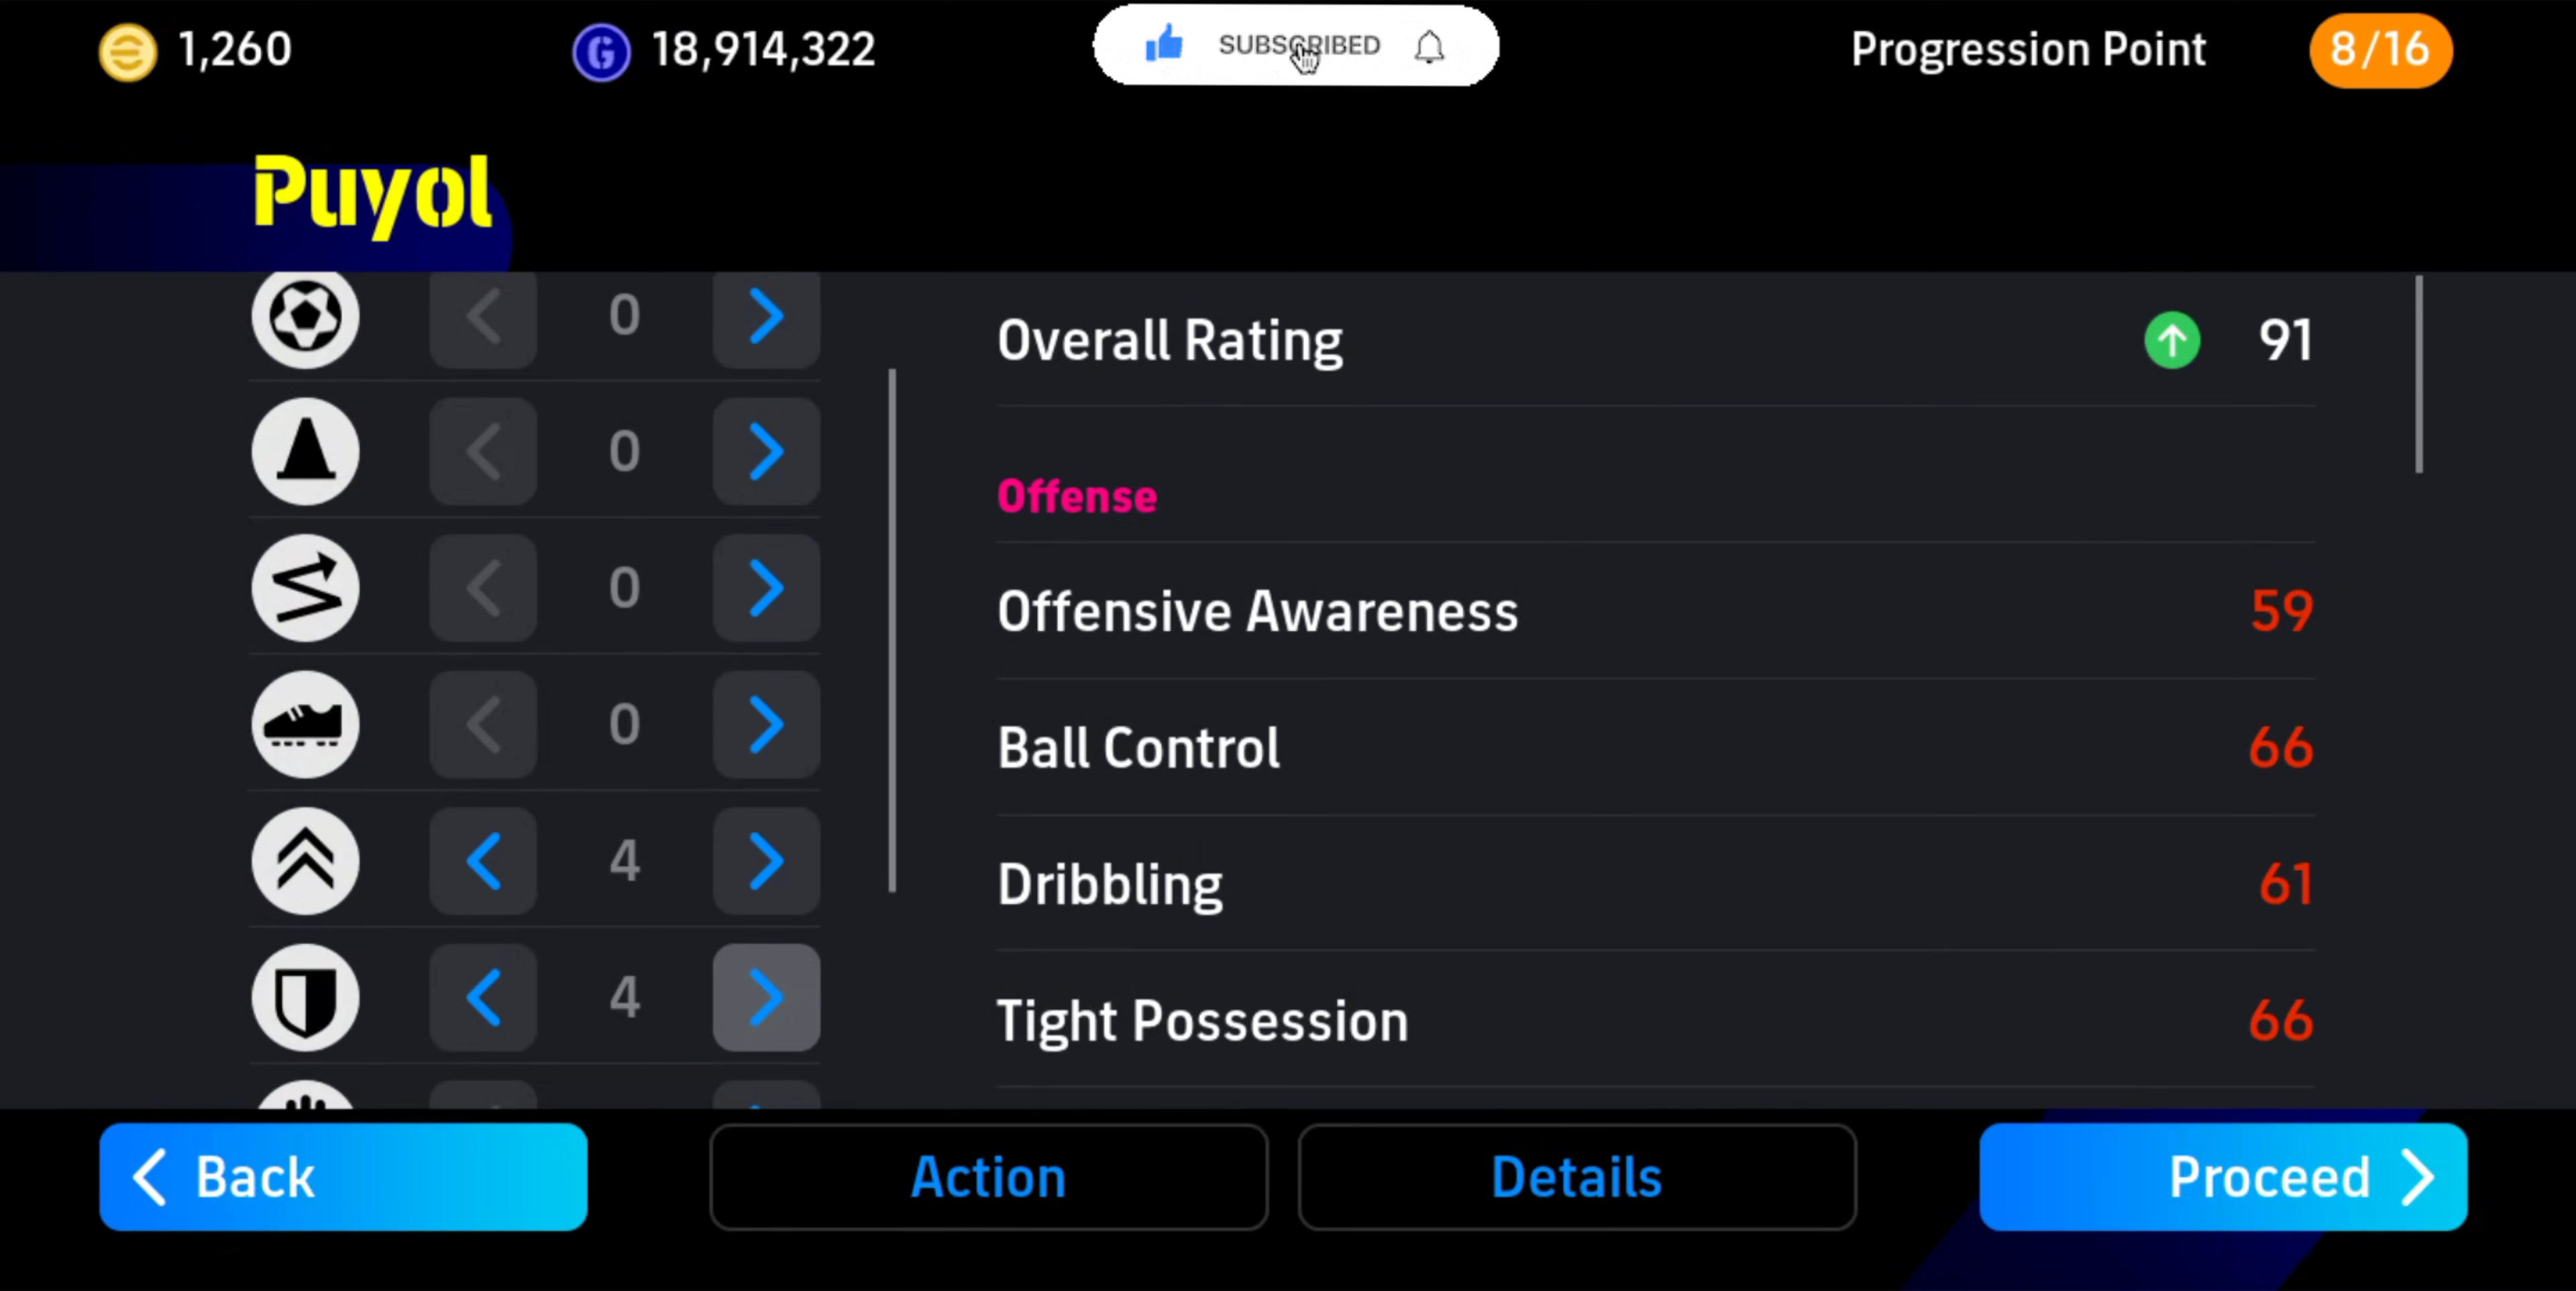 1,260
18,914,322
SUBSCRIBED
Progression Point
8/16
Puyol
0
0
0
0
4
4
Overall Rating 91
Offense
Offensive Awareness 59
Ball Control 66
Dribbling 61
Tight Possession 66
Back
Action
Details
Proceed